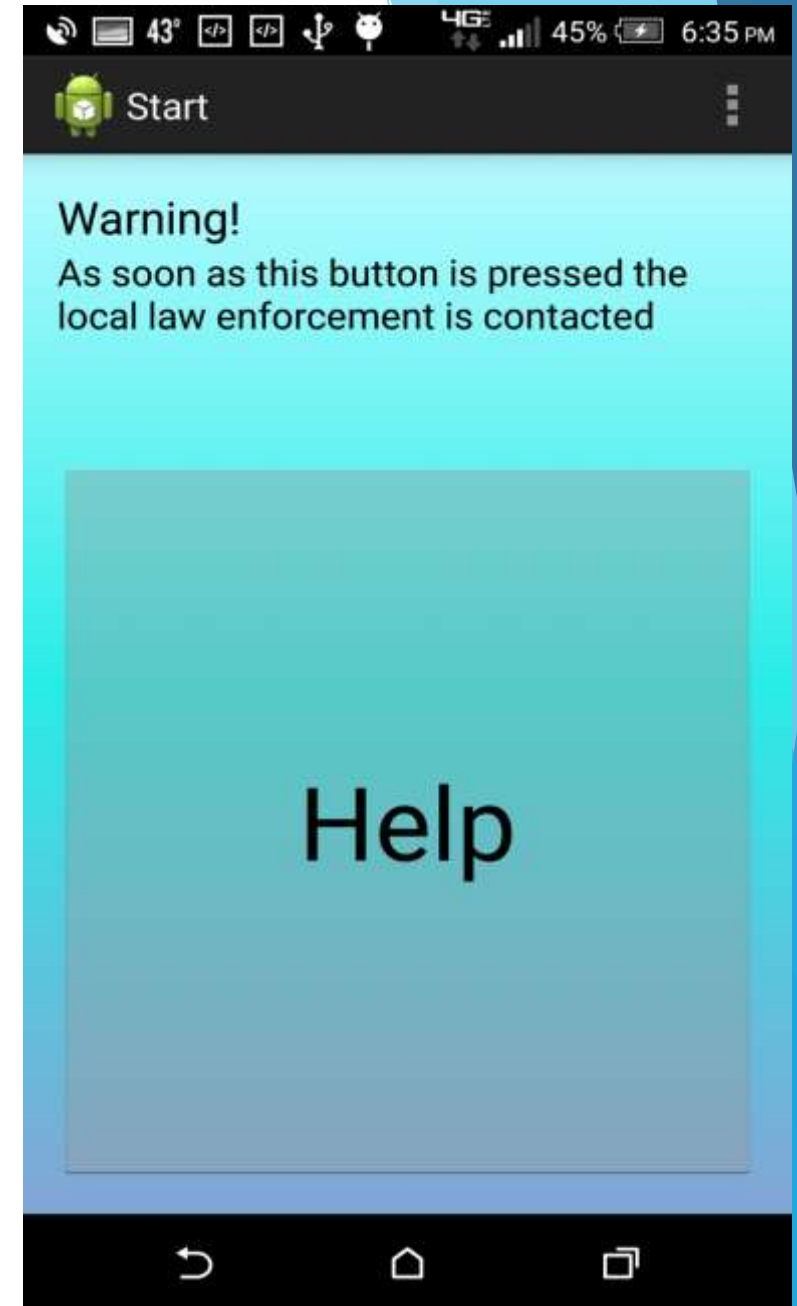 43° </> </> 4G 45% 6:35 PM
Start
Warning!
As soon as this button is pressed the
local law enforcement is contacted
Help